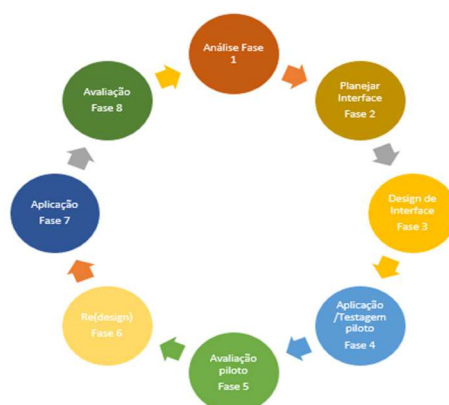 Análise Fase
1
Planejar
Interface
Fase 2
Design de
Interface
Fase 3
Aplicação
/Testagem
piloto
Fase 4
Avaliação
piloto
Fase 5
Re(design)
Fase 6
Aplicação
Fase 7
Avaliação
Fase 8